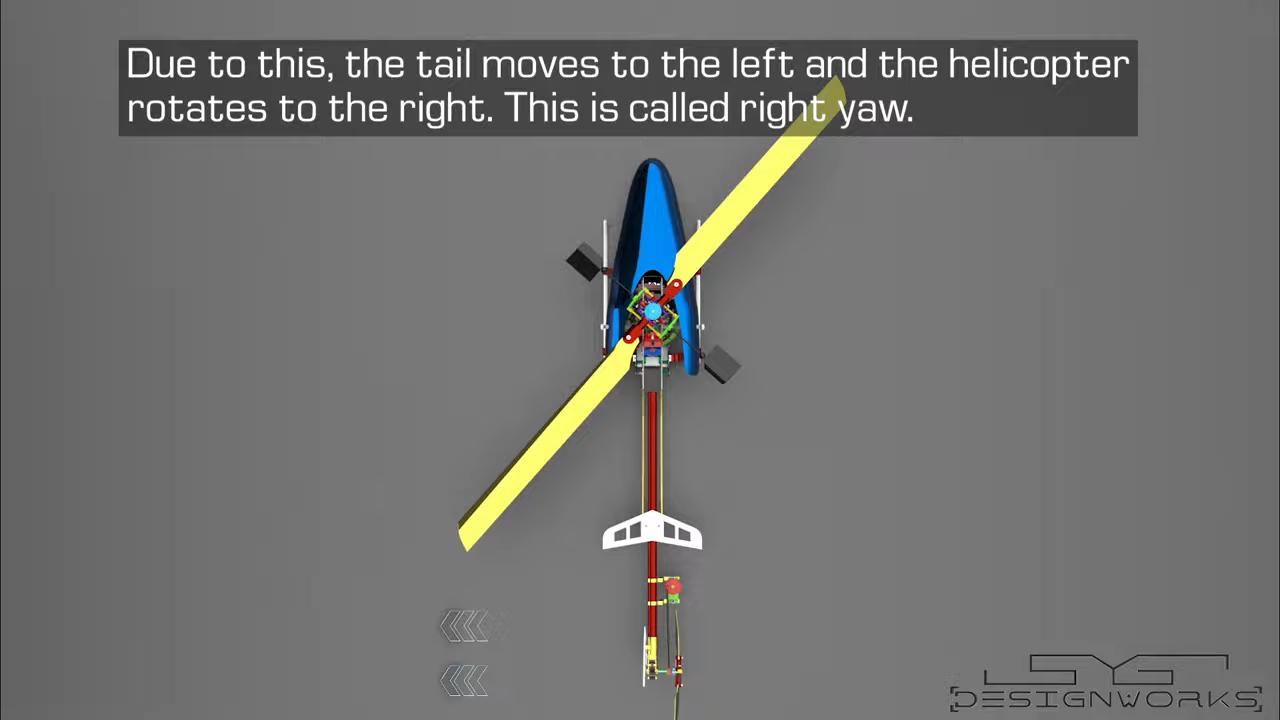 Due to this, the tail moves to the left and the helicopter
rotates to the right. This is called right yaw.
SYST
DESIGNWORKS